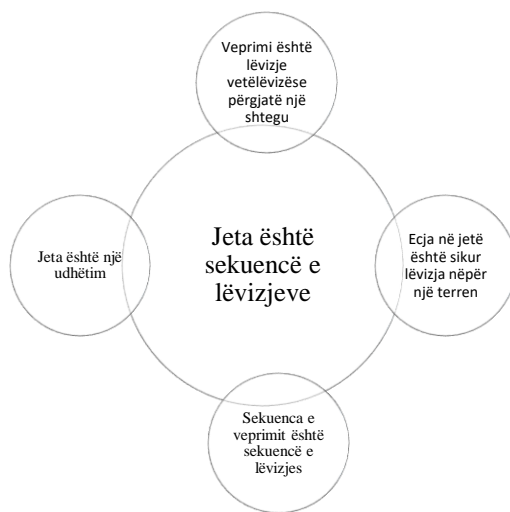 Veprimi është
lëvizje
vetëlëvizëse
përgjatë një
shtegu
Jeta është një
udhëtim
Jeta është
sekuencë e
lëvizjeve
Ecja në jetë
është sikur
lëvizja nëpër
një terren
Sekuenca e
veprimit është
sekuencë e
lëvizjes